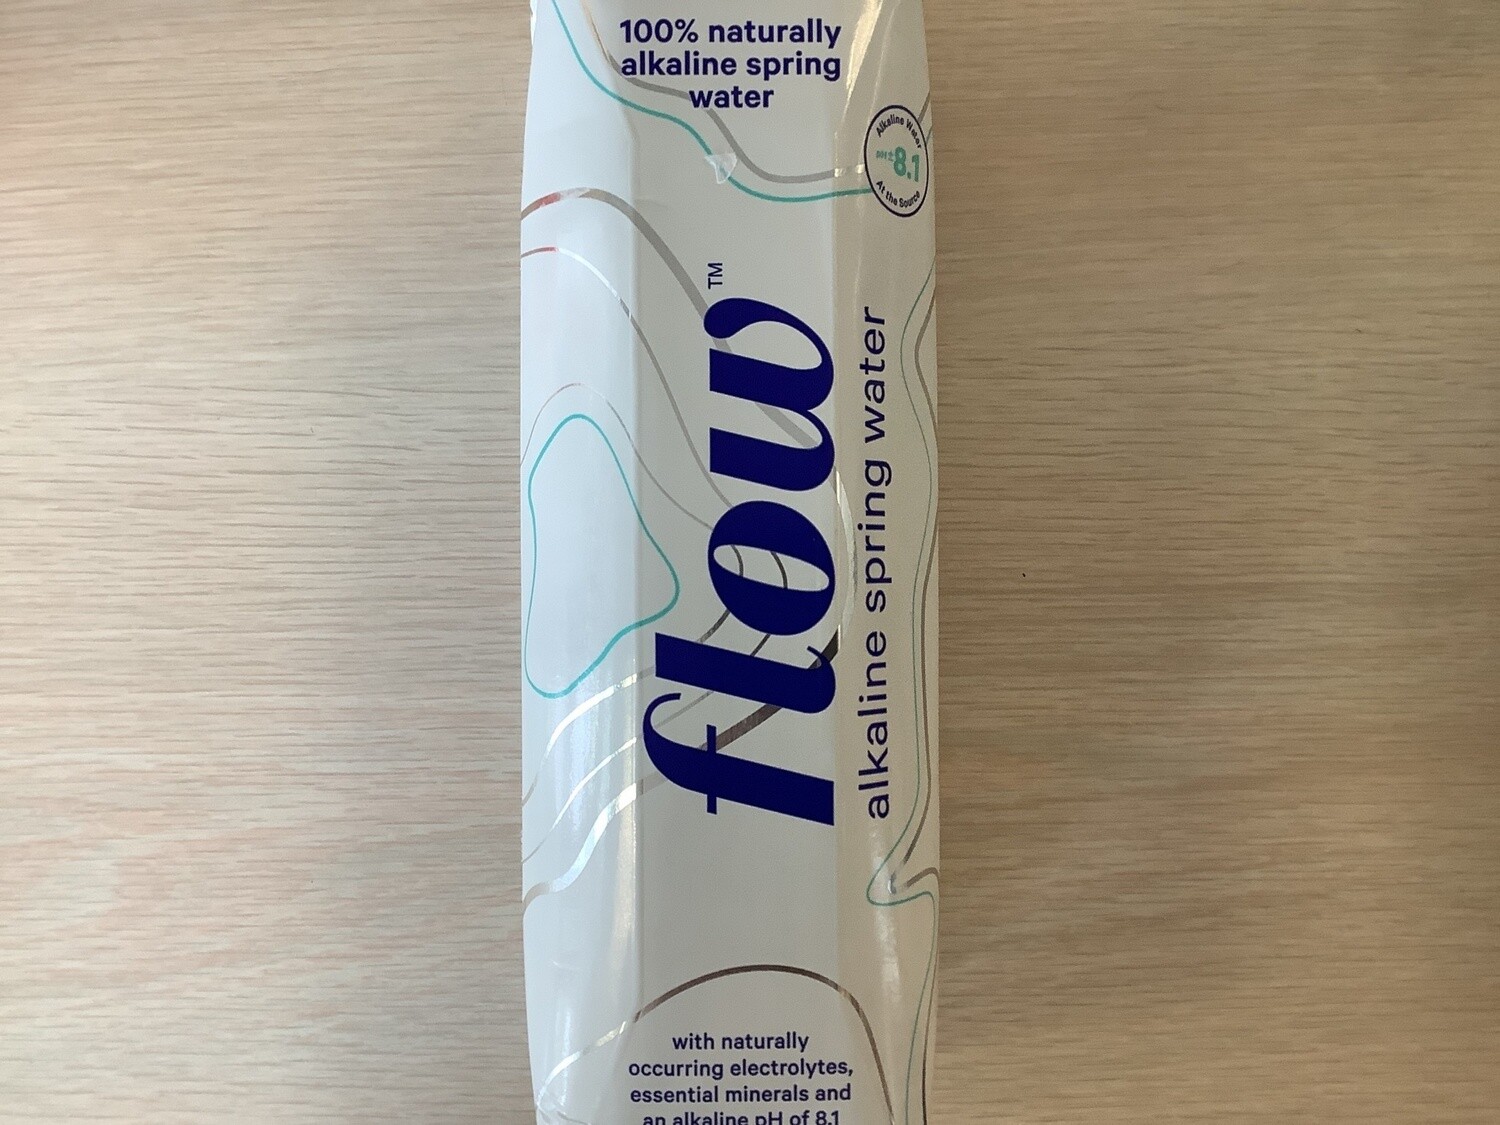 100% naturally
alkaline spring
water
Alkaline Water
pH±8.1
At the Source
flow™
alkaline spring water
with naturally
occurring electrolytes,
essential minerals and
an alkaline pH of 8.1